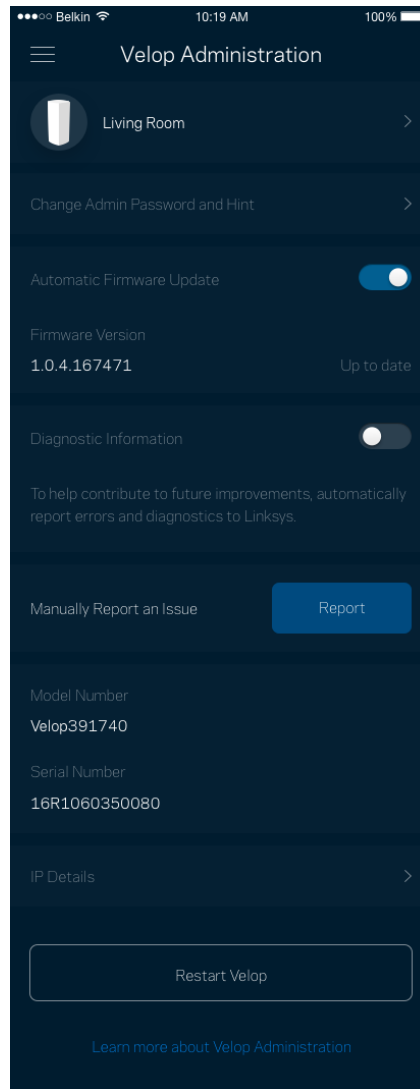 Belkin 10:19 AM 100%
Velop Administration
Living Room
Change Admin Password and Hint
Automatic Firmware Update
Firmware Version
1.0.4.167471 Up to date
Diagnostic Information
To help contribute to future improvements, automatically
report errors and diagnostics to Linksys.
Manually Report an Issue Report
Model Number
Velop391740
Serial Number
16R1060350080
IP Details
Restart Velop
Learn more about Velop Administration